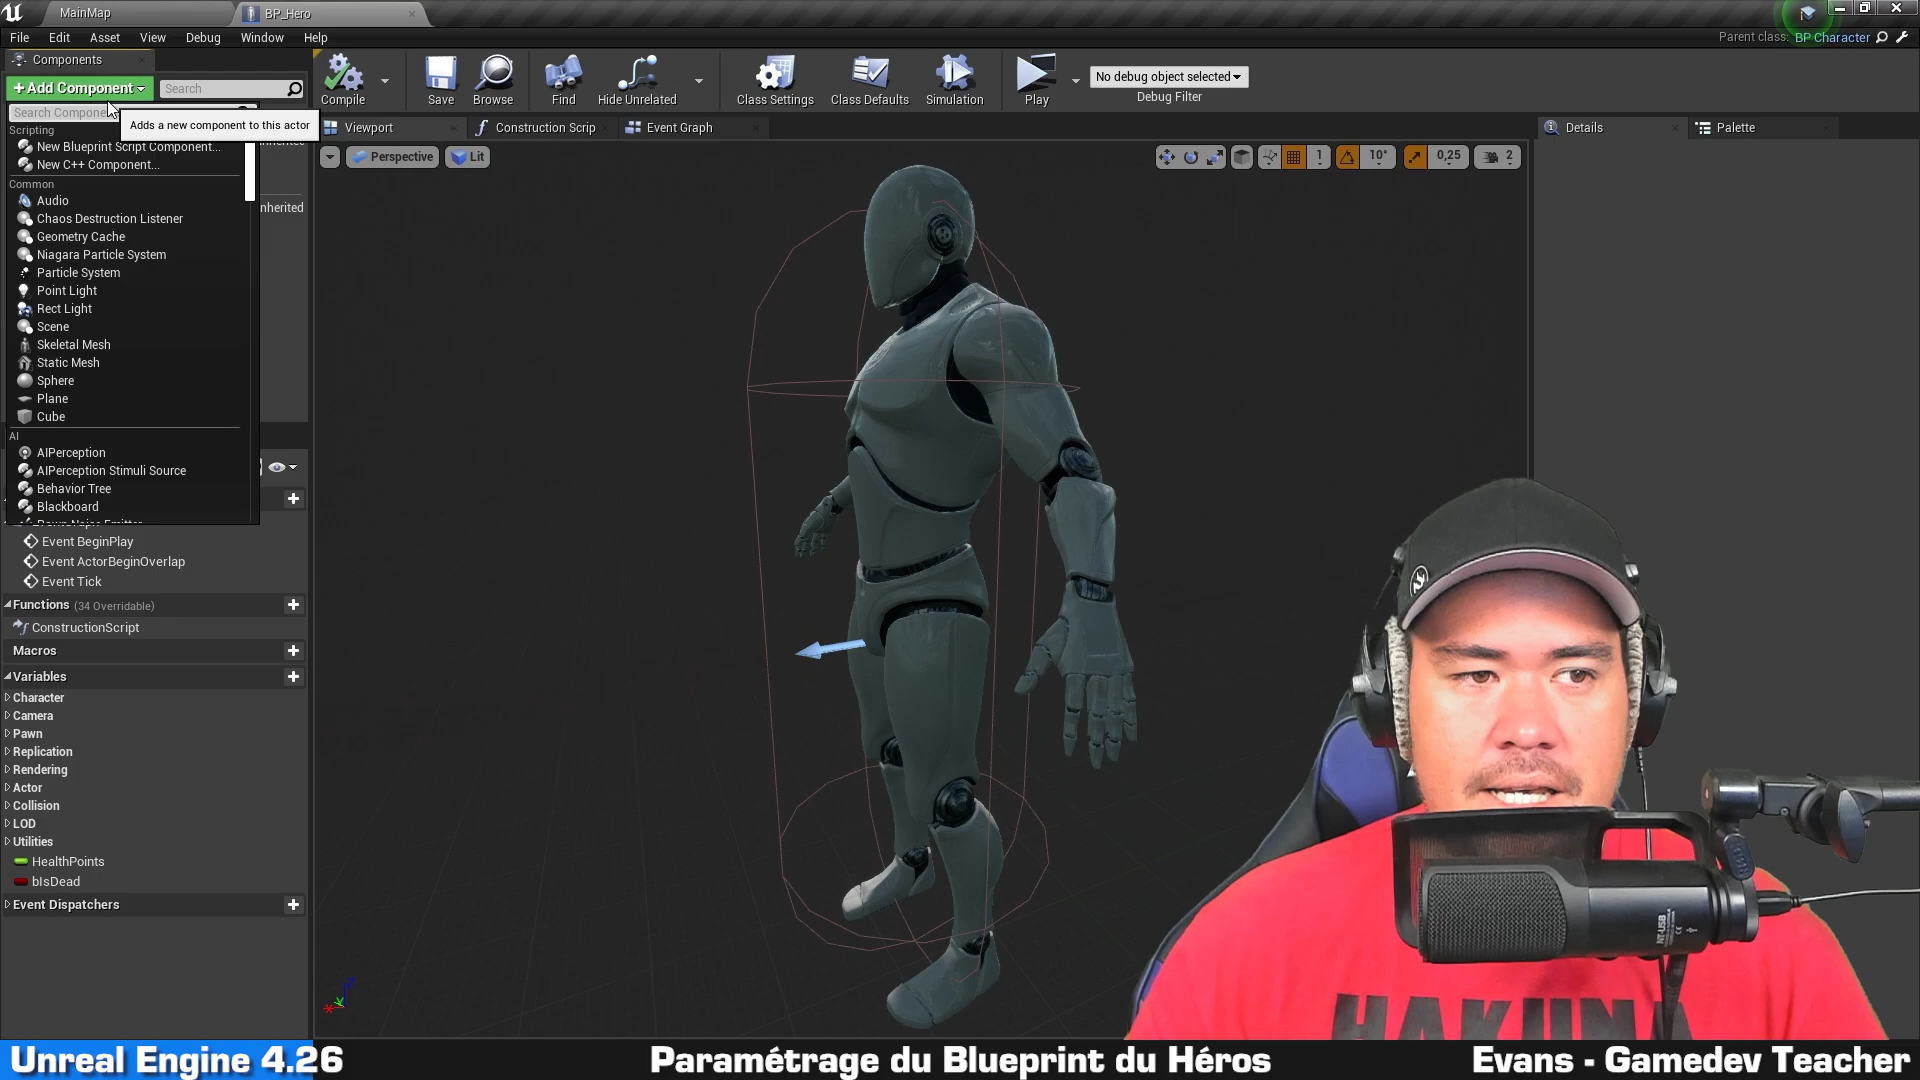 MainMap
BP_Hero
File Edit Asset View Debug Window Help
Parent class: BP Character
Components
+Add Component
Search
Search Compone
Adds a new component to this actor
Scripting
New Blueprint Script Component...
New C++ Component...
Common
Audio
Chaos Destruction Listener
Geometry Cache
Niagara Particle System
Particle System
Point Light
Rect Light
Scene
Skeletal Mesh
Static Mesh
Sphere
Plane
Cube
AI
AIPerception
AIPerception Stimuli Source
Behavior Tree
Blackboard
nherited
Event BeginPlay
Event ActorBeginOverlap
Event Tick
Functions (34 Overridable)
ConstructionScript
Macros
Variables
Character
Camera
Pawn
Replication
Rendering
Actor
Collision
LOD
Utilities
HealthPoints
bIsDead
Event Dispatchers
Compile Save Browse Find Hide Unrelated Class Settings Class Defaults Simulation Play
No debug object selected
Debug Filter
Viewport Construction Scrip Event Graph
Perspective Lit
1 10° 0,25 2
Details Palette
NT-USB
HAKUNA
Unreal Engine 4.26
Paramétrage du Blueprint du Héros
Evans - Gamedev Teacher